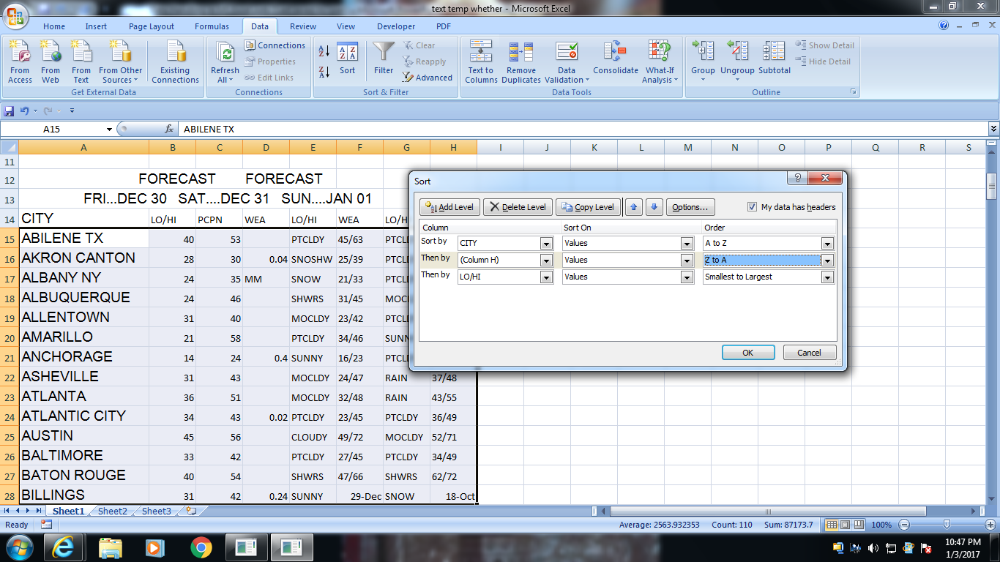 text temp whether - Microsoft Excel
Home Insert Page Layout Formulas Data Review View Developer PDF
From Access From Web From Text From Other Sources Existing Connections
Get External Data
Refresh All Connections Properties Edit Links
Connections
Sort Filter Clear Reapply Advanced
Sort & Filter
Text to Columns Remove Duplicates Data Validation Consolidate What-If Analysis
Data Tools
Group Ungroup Subtotal Show Detail Hide Detail
Outline
A15 fx ABILENE TX
A B C D E F G H I J K L M N O P Q R S
11
12 FORECAST FORECAST
13 FRI...DEC 30 SAT....DEC 31 SUN....JAN 01
14 CITY LO/HI PCPN WEA LO/HI WEA LO/H
15 ABILENE TX 40 53 PTCLDY 45/63 PTCL
16 AKRON CANTON 28 30 0.04 SNOSHW 25/39 PTCL
17 ALBANY NY 24 35 MM SNOW 21/33 PTCL
18 ALBUQUERQUE 24 46 SHWRS 31/45 MOCL
19 ALLENTOWN 31 40 MOCLDY 23/42 PTCL
20 AMARILLO 21 58 PTCLDY 34/46 SUNN
21 ANCHORAGE 14 24 0.4 SUNNY 16/23 PTCL
22 ASHEVILLE 31 43 MOCLDY 24/47 RAIN 37/48
23 ATLANTA 36 51 MOCLDY 32/48 RAIN 43/55
24 ATLANTIC CITY 34 43 0.02 PTCLDY 23/45 PTCLDY 36/49
25 AUSTIN 45 56 CLOUDY 49/72 MOCLDY 52/71
26 BALTIMORE 33 42 PTCLDY 27/45 PTCLDY 34/49
27 BATON ROUGE 40 54 SHWRS 47/66 SHWRS 62/72
28 BILLINGS 31 42 0.24 SUNNY 29-Dec SNOW 18-Oct
Sort
Add Level Delete Level Copy Level Options... My data has headers
Column Sort On Order
Sort by CITY Values A to Z
Then by (Column H) Values Z to A
Then by LO/HI Values Smallest to Largest
OK Cancel
Sheet1 Sheet2 Sheet3
Ready Average: 2563.932353 Count: 110 Sum: 87173.7 100%
10:47 PM
1/3/2017